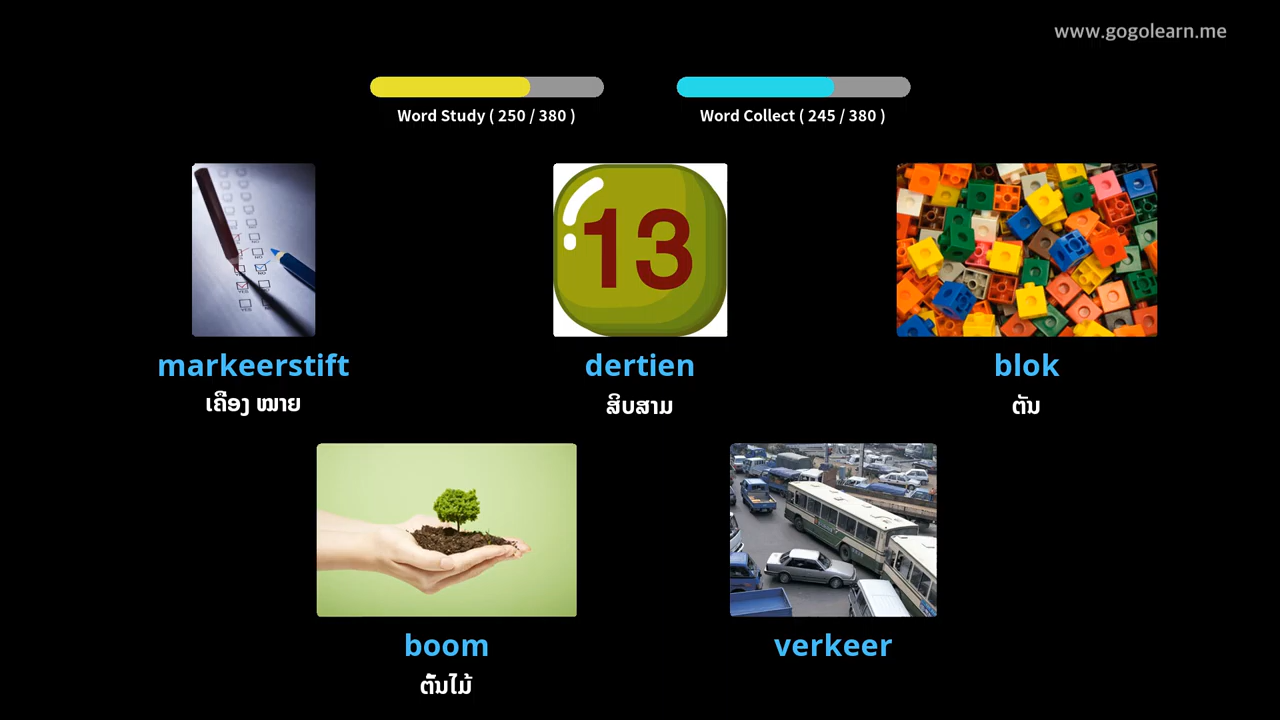 www.gogolearn.me
Word Study ( 250 / 380 )
Word Collect ( 245 / 380 )
13
markeerstift
ເຄືອງ ໝາຍ
dertien
ສິບສາມ
blok
ຕັນ
boom
ຕົ້ນໄມ້
verkeer